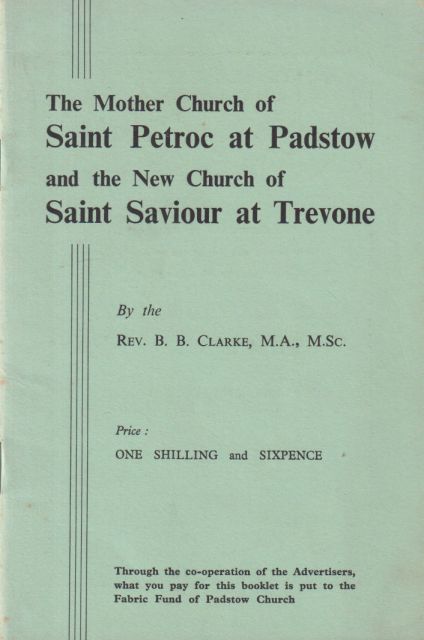 The Mother Church of
Saint Petroc at Padstow
and the New Church of
Saint Saviour at Trevone
By the
REV. B. B. CLARKE, M.A., M.SC.
Price :
ONE SHILLING and SIXPENCE
Through the co-operation of the Advertisers,
what you pay for this booklet is put to the
Fabric Fund of Padstow Church